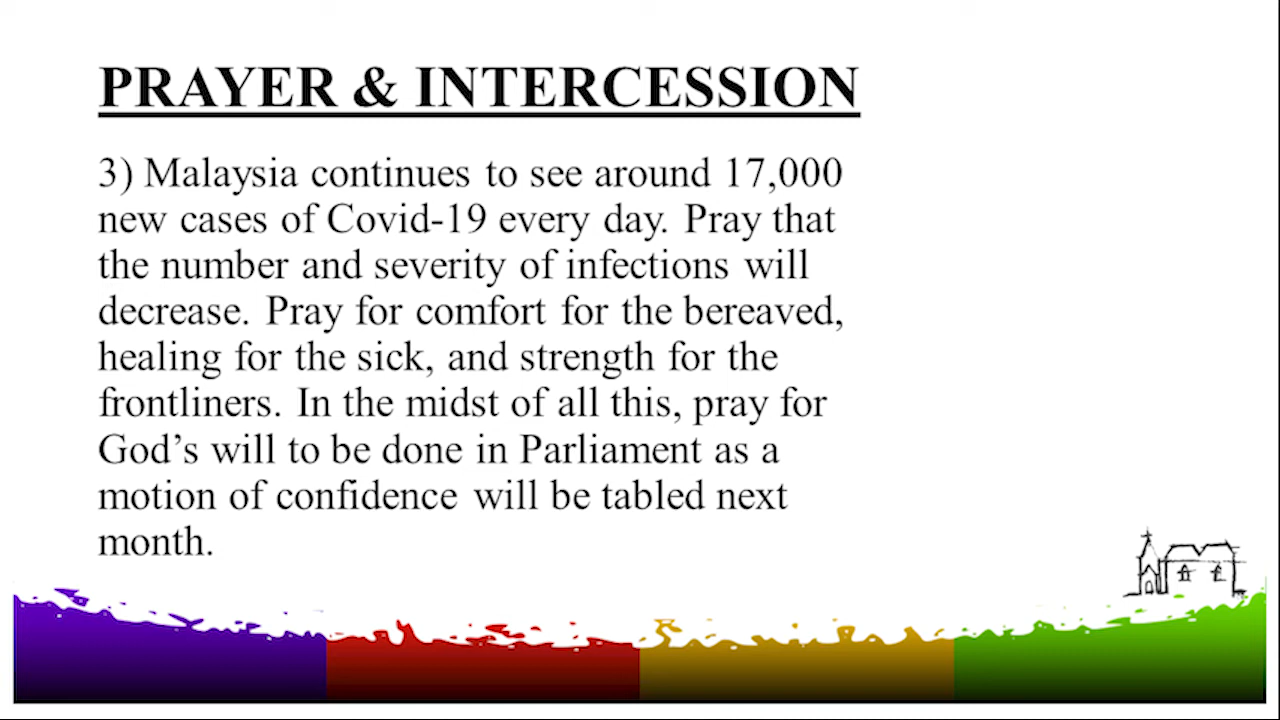 PRAYER & INTERCESSION
3) Malaysia continues to see around 17,000
new cases of Covid-19 every day. Pray that
the number and severity of infections will
decrease. Pray for comfort for the bereaved,
healing for the sick, and strength for the
frontliners. In the midst of all this, pray for
God’s will to be done in Parliament as a
motion of confidence will be tabled next
month.